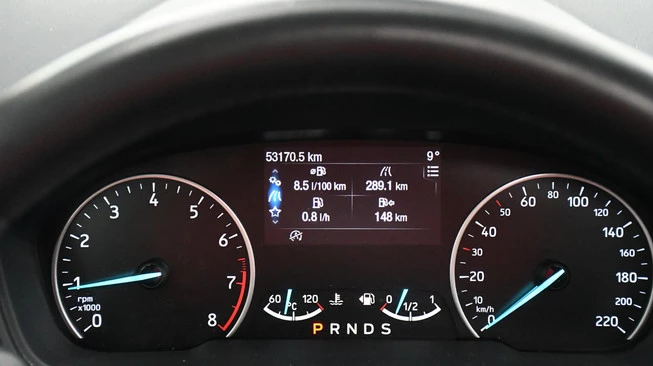 53170.5 km 9°
8.5 l/100 km 289.1 km
0.8 l/h 148 km
0 1 2 3 4 5 6 7 8
rpm
x1000
60 °C 120
0 1/2 1
P R N D S
0 10 20 30 40 50 60 80 100 120 140 160 180 200 220
km/h